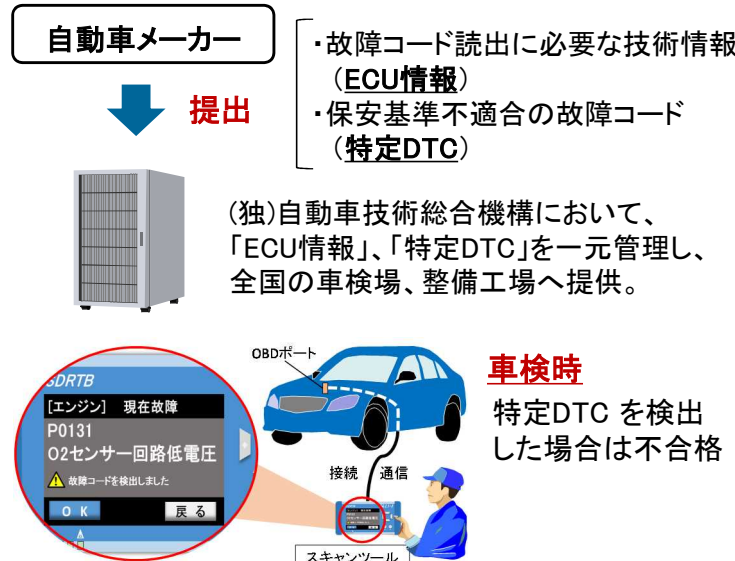 自動車メーカー
・故障コード読出に必要な技術情報
（ECU情報）
・保安基準不適合の故障コード
（特定DTC）
提出
(独)自動車技術総合機構において、
「ECU情報」、「特定DTC」を一元管理し、
全国の車検場、整備工場へ提供。
OBDポート
SDRTB
[エンジン] 現在故障
P0131
O2センサー回路低電圧
故障コードを検出しました
OK 戻る
接続 通信
スキャンツール
車検時
特定DTC を検出
した場合は不合格